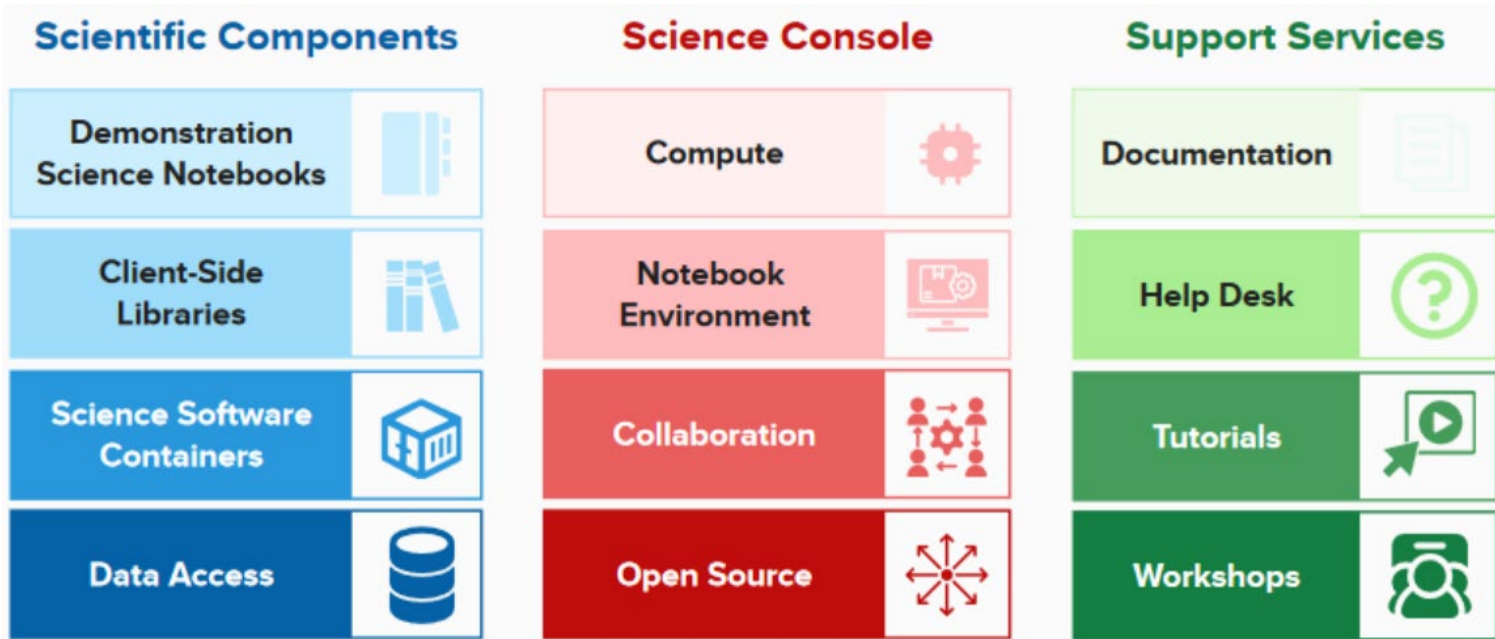 Scientific Components
Demonstration
Science Notebooks
Client-Side
Libraries
Science Software
Containers
Data Access
Science Console
Compute
Notebook
Environment
Collaboration
Open Source
Support Services
Documentation
Help Desk
?
Tutorials
Workshops